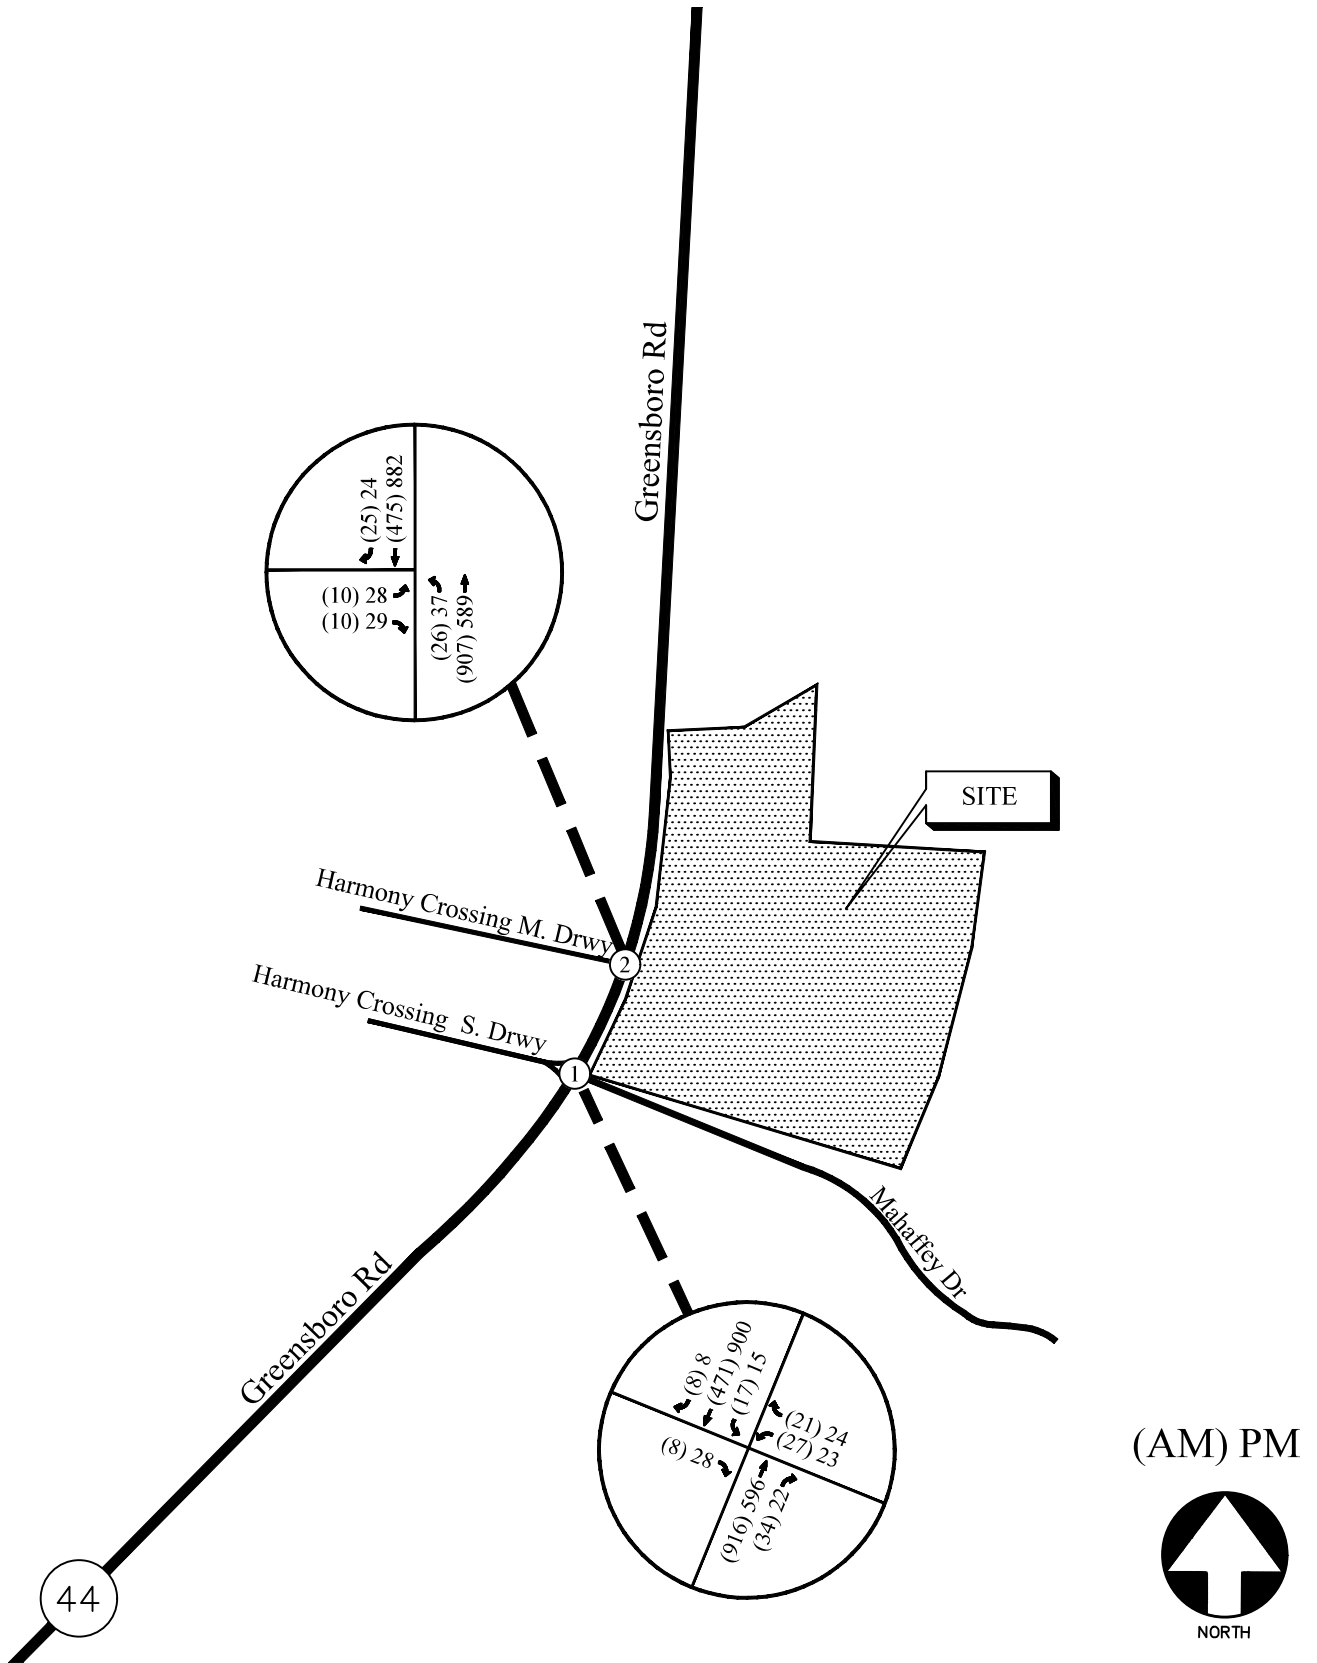 Greensboro Rd
(25) 24
(475) 882
(10) 28
(10) 29
(26) 37
(907) 589
SITE
Harmony Crossing M. Drwy
2
Harmony Crossing S. Drwy
1
Mahaffey Dr
Greensboro Rd
(8) 8
(471) 900
(17) 15
(21) 24
(27) 23
(8) 28
(916) 596
(34) 22
(AM) PM
44
NORTH